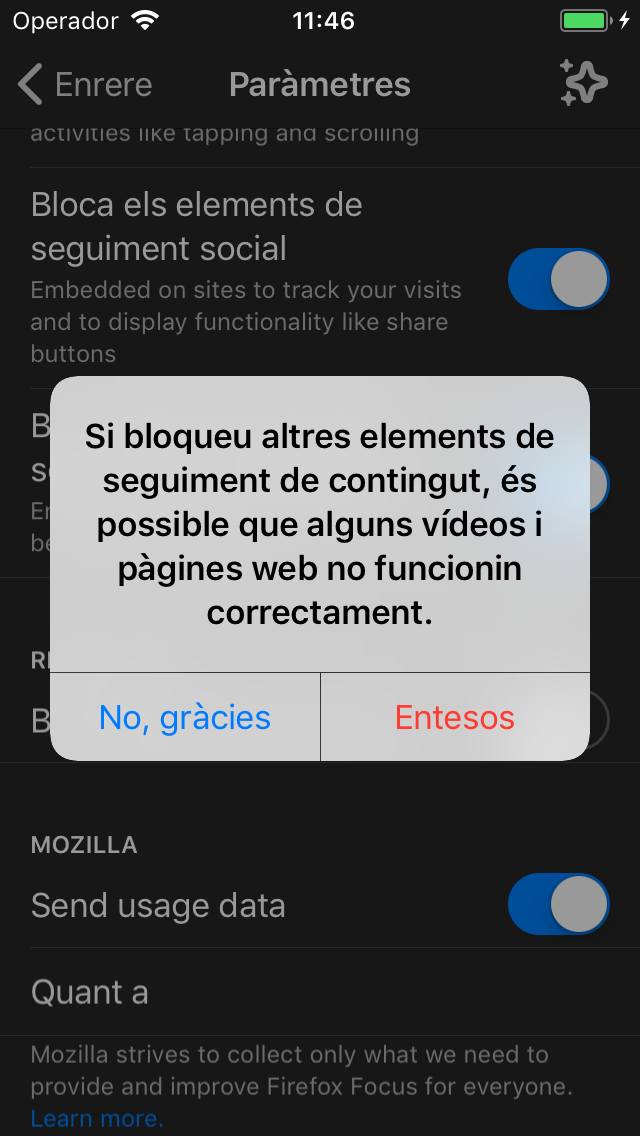 Operador
11:46
Enrere
Paràmetres
activities like tapping and scrolling
Bloca els elements de
seguiment social
Embedded on sites to track your visits
and to display functionality like share
buttons
Si bloqueu altres elements de
seguiment de contingut, és
possible que alguns vídeos i
pàgines web no funcionin
correctament.
No, gràcies
Entesos
MOZILLA
Send usage data
Quant a
Mozilla strives to collect only what we need to
provide and improve Firefox Focus for everyone.
Learn more.